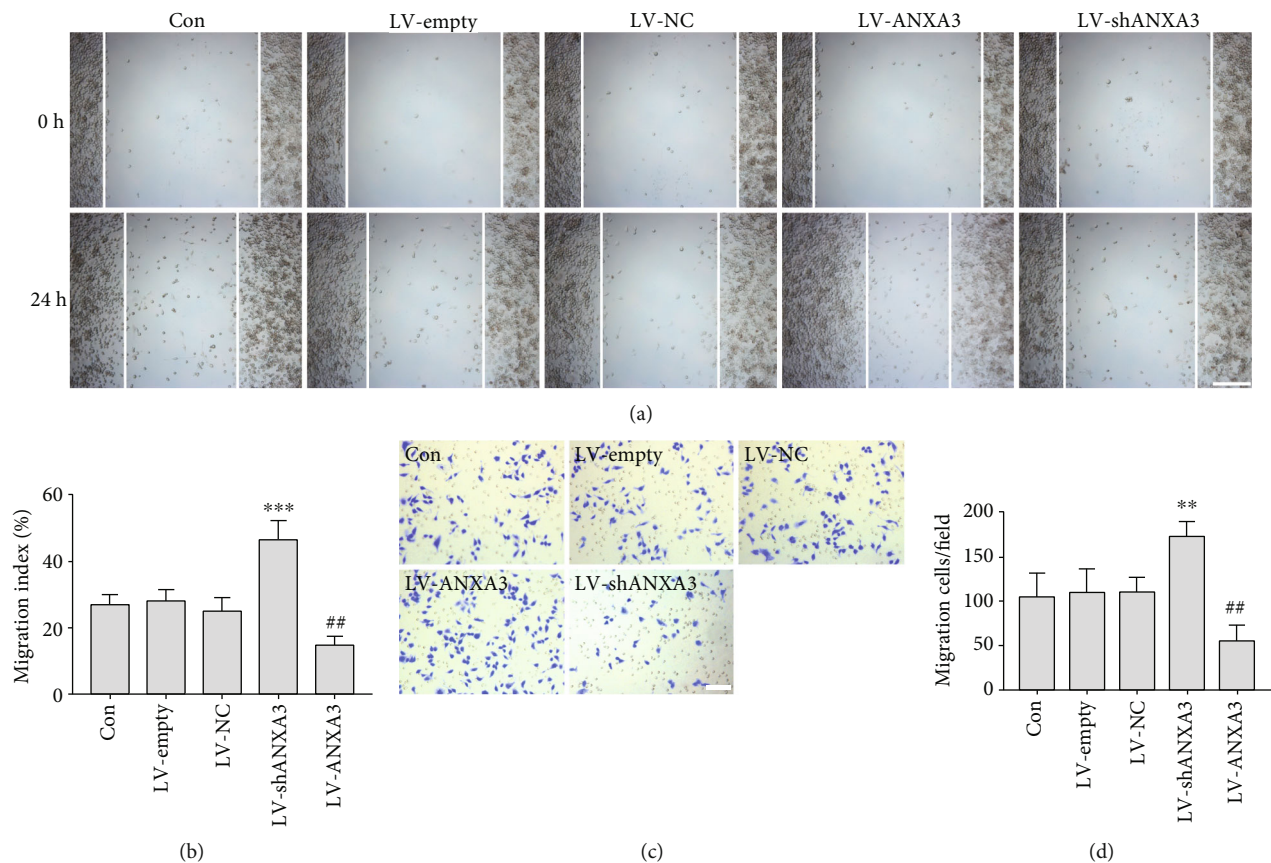 Con LV-empty LV-NC LV-ANXA3 LV-shANXA3
0 h
24 h
(a)
60
40
20
0
Migration index (%)
***
##
Con
LV-empty
LV-NC
LV-shANXA3
LV-ANXA3
(b)
Con LV-empty LV-NC
LV-ANXA3 LV-shANXA3
(c)
200
150
100
50
0
Migration cells/field
**
##
Con
LV-empty
LV-NC
LV-shANXA3
LV-ANXA3
(d)